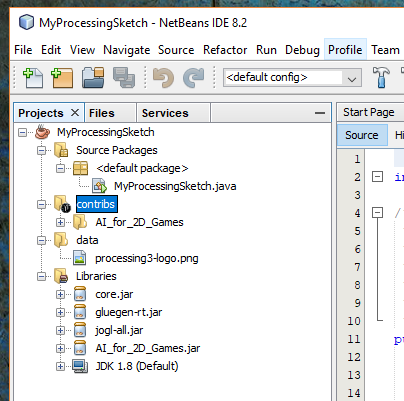 MyProcessingSketch - NetBeans IDE 8.2
File Edit View Navigate Source Refactor Run Debug Profile Team
<default config>
Projects Files Services
Start Page
MyProcessingSketch
Source Packages
<default package>
MyProcessingSketch.java
contribs
AI_for_2D_Games
data
processing3-logo.png
Libraries
core.jar
gluegen-rt.jar
jogl-all.jar
AI_for_2D_Games.jar
JDK 1.8 (Default)
Source Hi
1
2 im
3
4 /*
5
6
7
8
9
10
11 pu